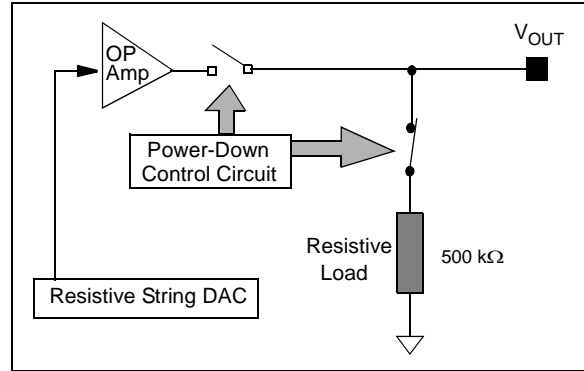 OP
Amp
VOUT
Power-Down
Control Circuit
Resistive
Load
500 kΩ
Resistive String DAC